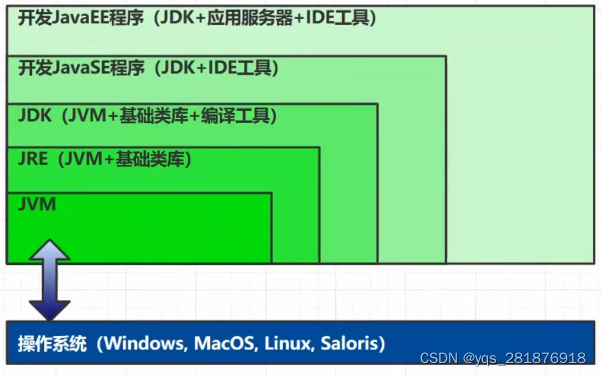 开发JavaEE程序（JDK+应用服务器+IDE工具）
开发JavaSE程序（JDK+IDE工具）
JDK（JVM+基础类库+编译工具）
JRE（JVM+基础类库）
JVM
操作系统（Windows, MacOS, Linux, Saloris）
CSDN @yqs_281876918